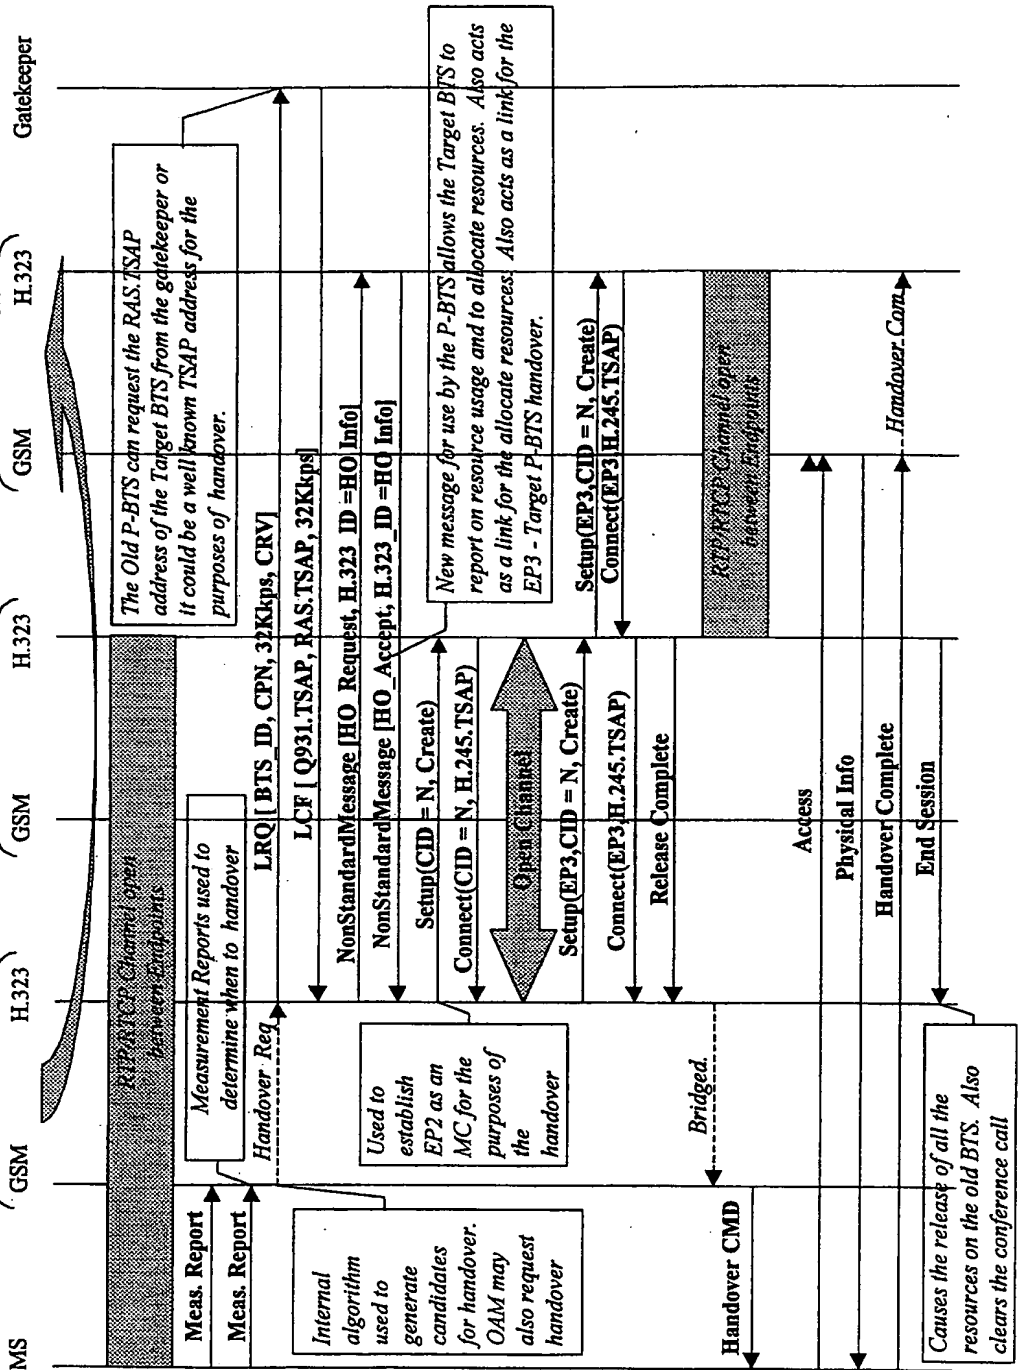 MS
GSM
H.323
GSM
H.323
GSM
H.323
Gatekeeper
RTP/RTCP Channel open
between Endpoints
The Old P-BTS can request the RAS.TSAP
address of the Target BTS from the gatekeeper or
it could be a well known TSAP address for the
purposes of handover.
Meas. Report
Meas. Report
Measurement Reports used to
determine when to handover
Handover Req
LRQ [ BTS_ID, CPN, 32Kkps, CRV]
LCF [ Q931.TSAP, RAS.TSAP, 32Kkps]
Internal
algorithm
used to
generate
candidates
for handover.
OAM may
also request
handover
NonStandardMessage [HO_Request, H.323_ID =HO Info]
NonStandardMessage [HO_Accept, H.323_ID =HO Info]
Used to
establish
EP2 as an
MC for the
purposes of
the
handover
Setup(CID = N, Create)
Connect(CID = N, H.245.TSAP)
New message for use by the P-BTS allows the Target BTS to
report on resource usage and to allocate resources. Also acts
as a link for the allocate resources. Also acts as a link for the
EP3 - Target P-BTS handover.
Open Channel
Setup(EP3,CID = N, Create)
Setup(EP3,CID = N, Create)
Connect(EP3H.245.TSAP)
Connect(EP3,H.245.TSAP)
Release Complete
Bridged.
RTP/RTCP Channel open
between Endpoints
Handover CMD
Access
Physical Info
Handover Complete
Handover Com
End Session
Causes the release of all the
resources on the old BTS. Also
clears the conference call